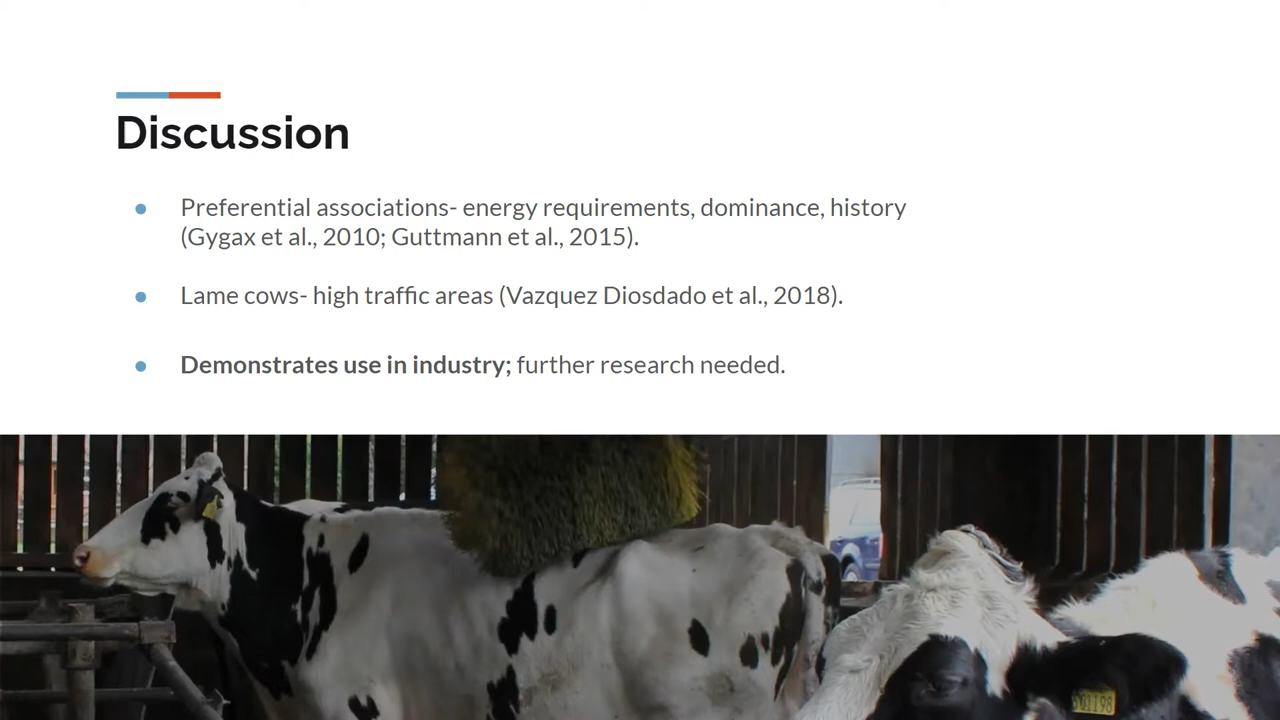 Discussion
● Preferential associations- energy requirements, dominance, history
(Gygax et al., 2010; Guttmann et al., 2015).
● Lame cows- high traffic areas (Vazquez Diosdado et al., 2018).
● Demonstrates use in industry; further research needed.